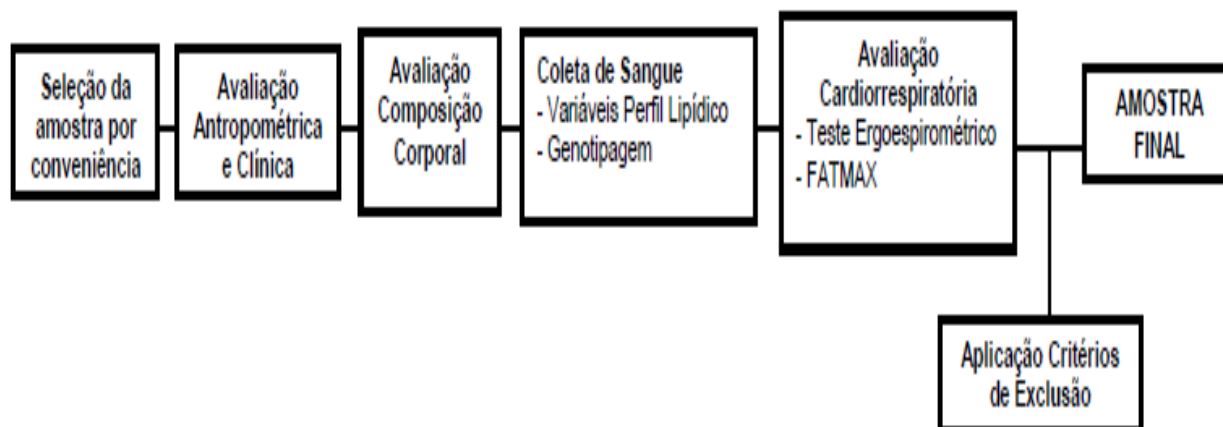 Seleção da
amostra por
conveniência
Avaliação
Antropométrica
e Clínica
Avaliação
Composição
Corporal
Coleta de Sangue
- Variáveis Perfil Lipídico
- Genotipagem
Avaliação
Cardiorrespiratória
- Teste Ergoespirométrico
- FATMAX
AMOSTRA
FINAL
Aplicação Critérios
de Exclusão